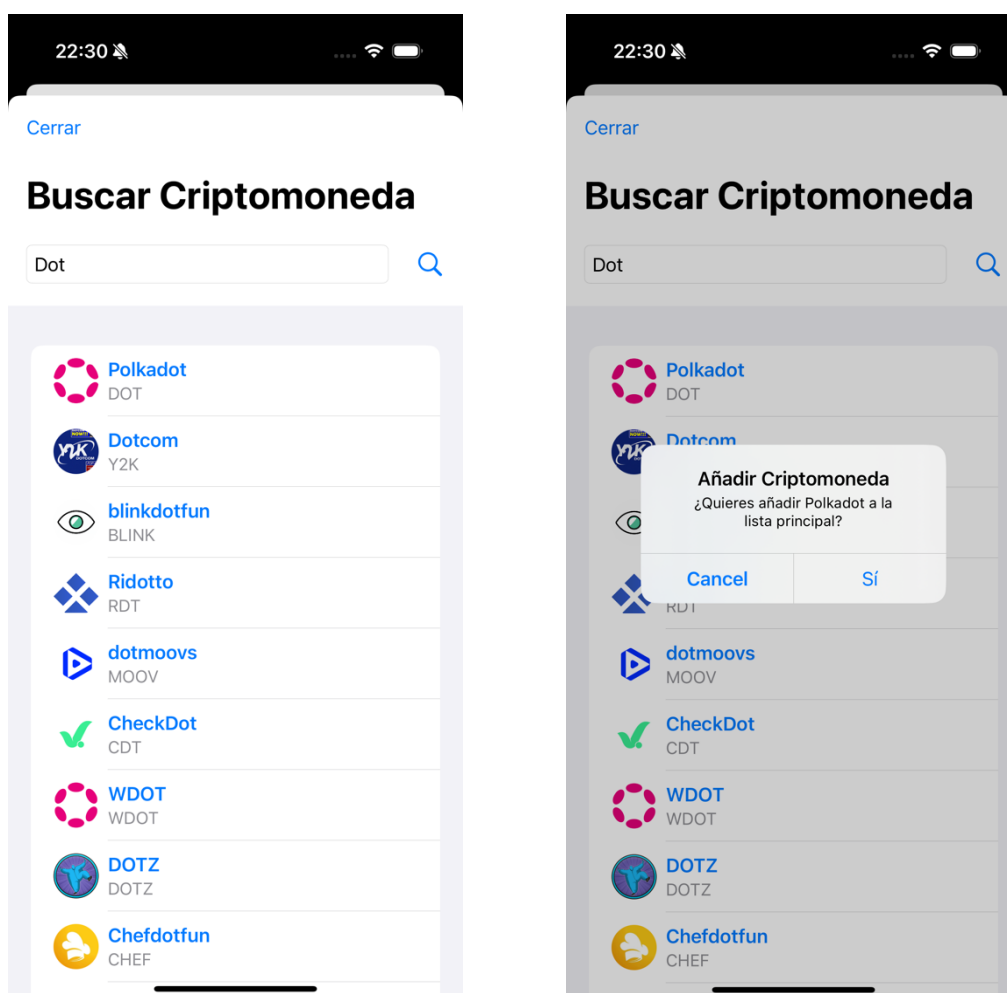 22:30
Cerrar
Buscar Criptomoneda
Dot
Polkadot
DOT
Dotcom
Y2K
blinkdotfun
BLINK
Ridotto
RDT
dotmoovs
MOOV
CheckDot
CDT
WDOT
WDOT
DOTZ
DOTZ
Chefdotfun
CHEF
22:30
Cerrar
Buscar Criptomoneda
Dot
Polkadot
DOT
Dotcom
Añadir Criptomoneda
¿Quieres añadir Polkadot a la
lista principal?
Cancel
Sí
RDT
dotmoovs
MOOV
CheckDot
CDT
WDOT
WDOT
DOTZ
DOTZ
Chefdotfun
CHEF